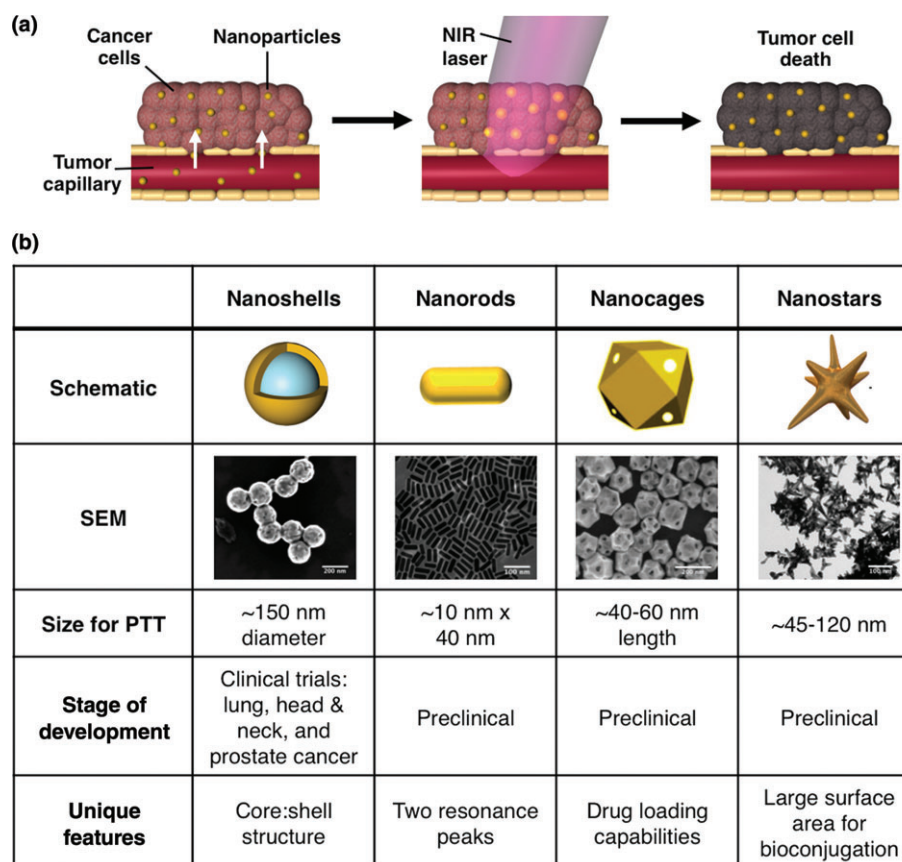 (a)
Cancer
cells
Nanoparticles
Tumor
capillary
NIR
laser
Tumor cell
death
(b)
Nanoshells
Nanorods
Nanocages
Nanostars
Schematic
SEM
200 nm
100 nm
200 nm
100 nm
Size for PTT
~150 nm
diameter
~10 nm x
40 nm
~40-60 nm
length
~45-120 nm
Stage of
development
Clinical trials:
lung, head &
neck, and
prostate cancer
Preclinical
Preclinical
Preclinical
Unique
features
Core:shell
structure
Two resonance
peaks
Drug loading
capabilities
Large surface
area for
bioconjugation